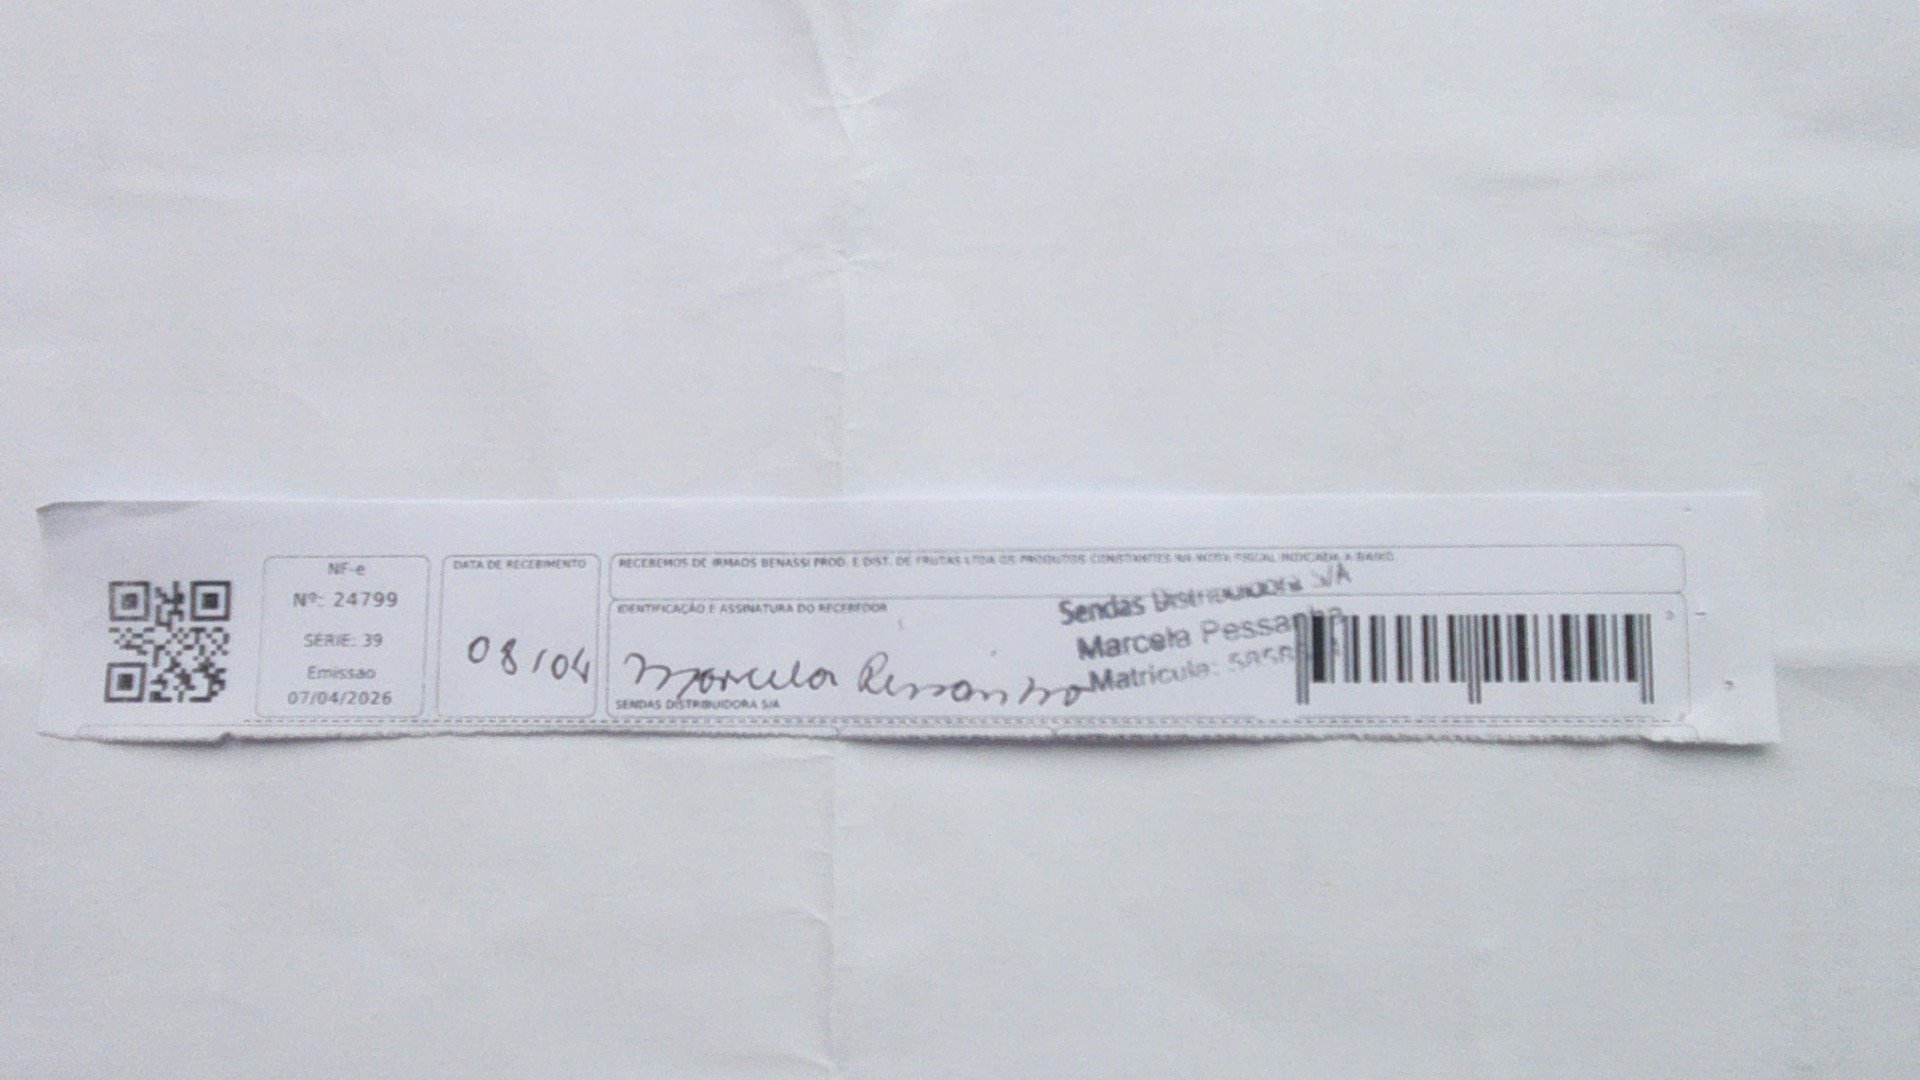 NF-e
Nº: 24799
SÉRIE: 39
Emissão
07/04/2026
DATA DE RECEBIMENTO
08/04
RECEBEMOS DE IRMAOS BENASSI PROD. E DIST. DE FRUTAS LTDA OS PRODUTOS CONSTANTES NA NOTA FISCAL INDICADA A BAIXO
IDENTIFICAÇÃO E ASSINATURA DO RECEBEDOR
Marcela Pessanha
SENDAS DISTRIBUIDORA S/A
Sendas Distribuidora S/A
Marcela Pessanha
Matricula: